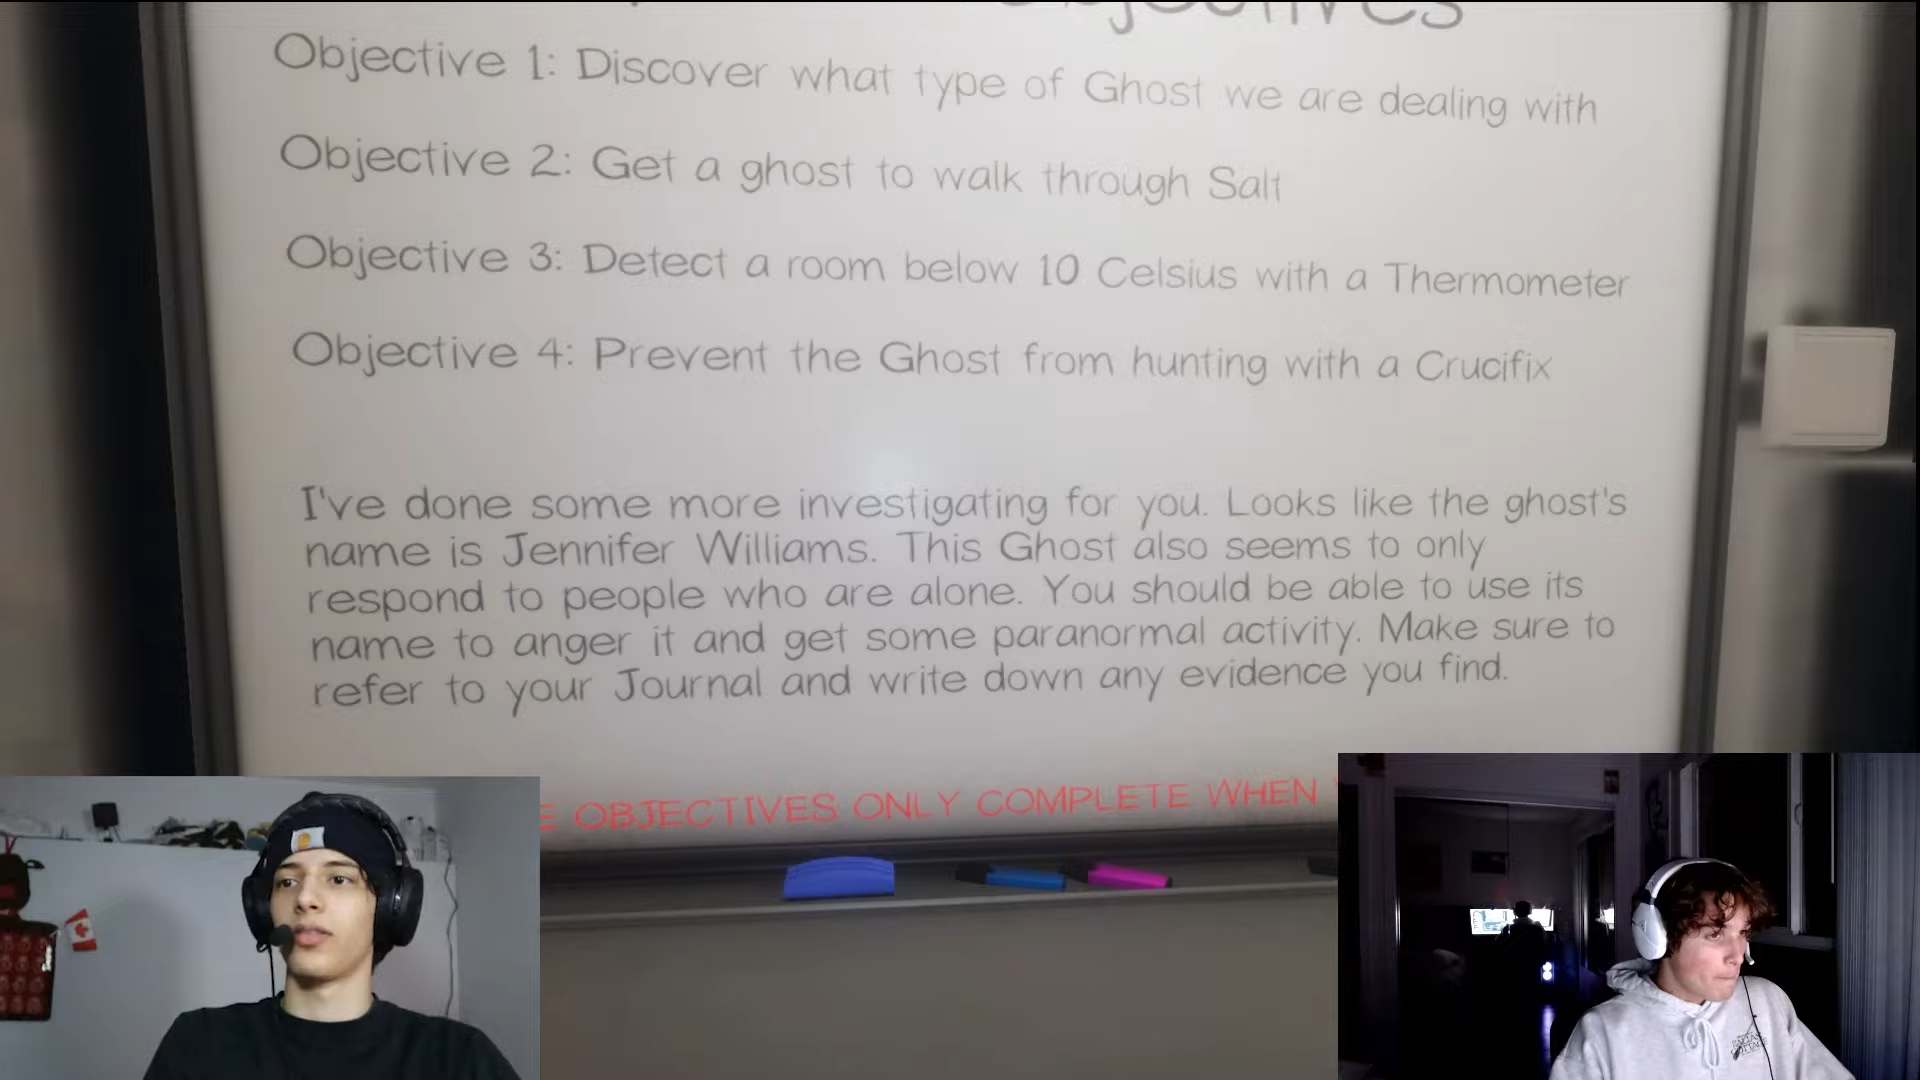 Objectives
Objective 1: Discover what type of Ghost we are dealing with
Objective 2: Get a ghost to walk through Salt
Objective 3: Detect a room below 10 Celsius with a Thermometer
Objective 4: Prevent the Ghost from hunting with a Crucifix
I've done some more investigating for you. Looks like the ghost's
name is Jennifer Williams. This Ghost also seems to only
respond to people who are alone. You should be able to use its
name to anger it and get some paranormal activity. Make sure to
refer to your Journal and write down any evidence you find.
OBJECTIVES ONLY COMPLETE WHEN